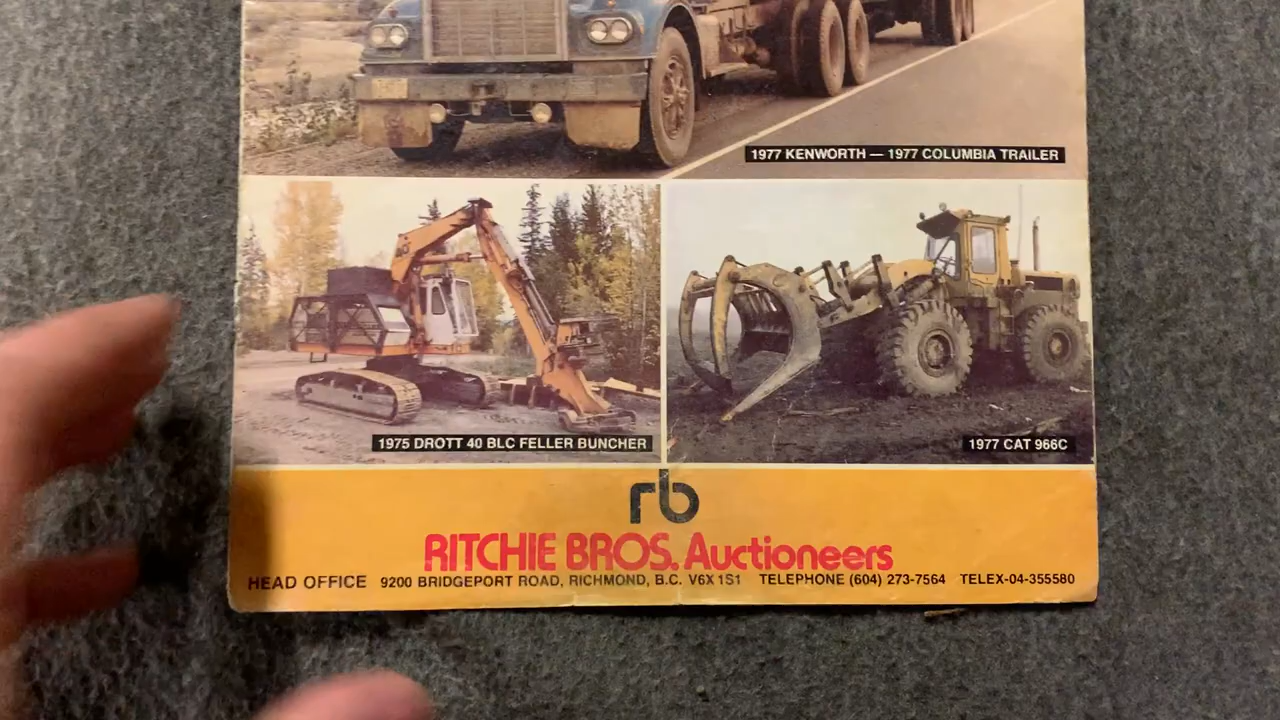 1977 KENWORTH — 1977 COLUMBIA TRAILER
1975 DROTT 40 BLC FELLER BUNCHER
1977 CAT 966C
rb
RITCHIE BROS. Auctioneers
HEAD OFFICE 9200 BRIDGEPORT ROAD, RICHMOND, B.C. V6X 1S1 TELEPHONE (604) 273-7564 TELEX-04-355580